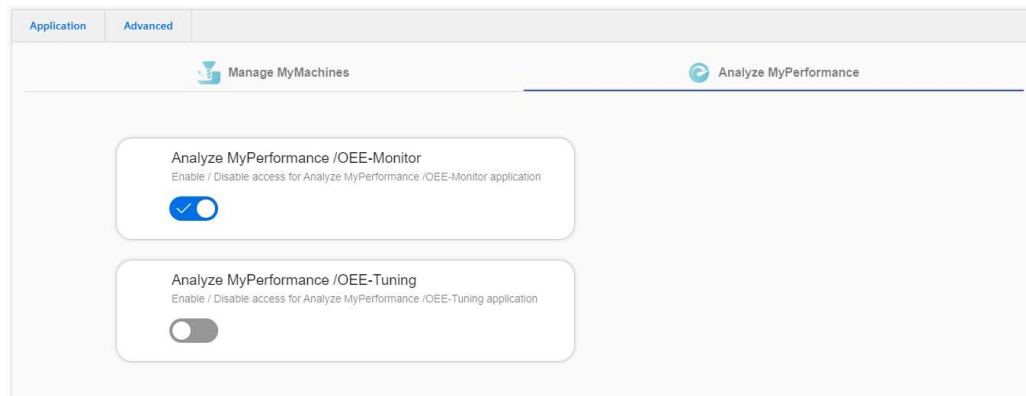 Application Advanced
Manage MyMachines Analyze MyPerformance
Analyze MyPerformance /OEE-Monitor
Enable / Disable access for Analyze MyPerformance /OEE-Monitor application
Analyze MyPerformance /OEE-Tuning
Enable / Disable access for Analyze MyPerformance /OEE-Tuning application